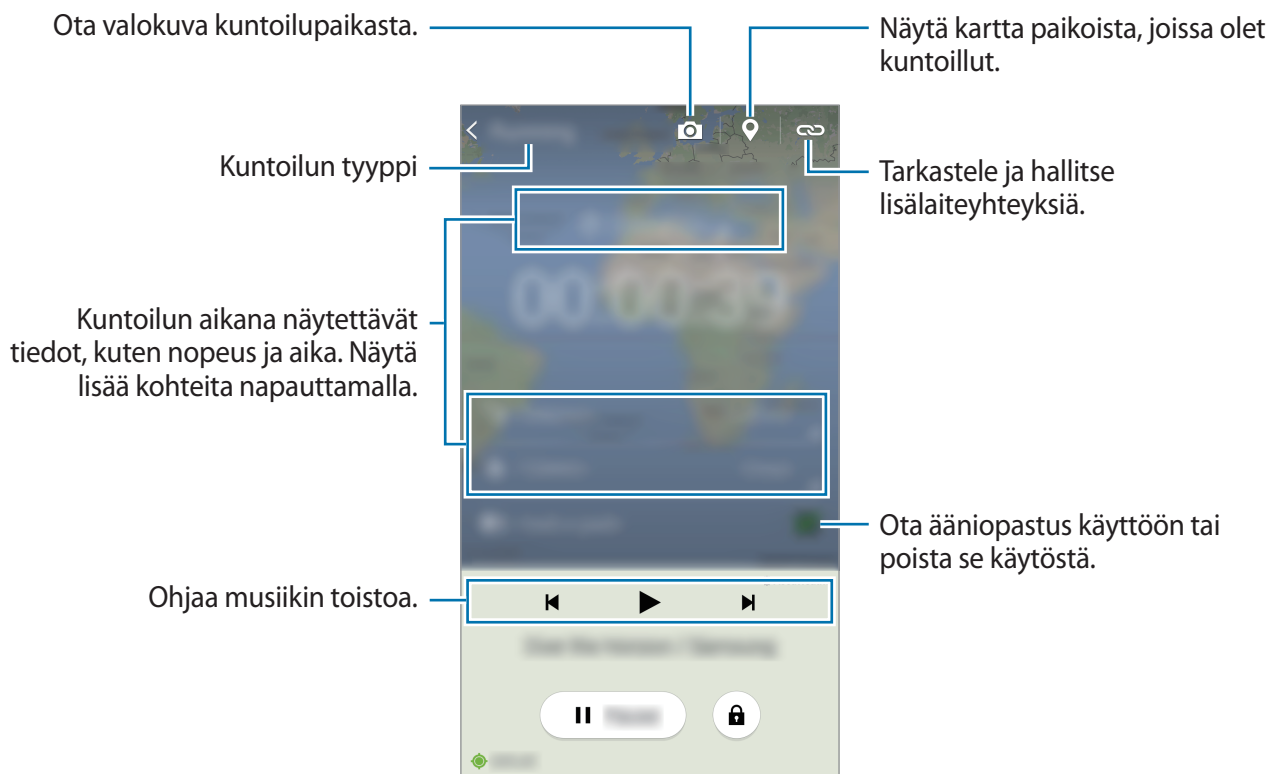 Ota valokuva kuntoilupaikasta.
Näytä kartta paikoista, joissa olet
kuntoillut.
Kuntoilun tyyppi
Tarkastele ja hallitse
lisälaiteyhteyksiä.
Kuntoilun aikana näytettävät
tiedot, kuten nopeus ja aika. Näytä
lisää kohteita napauttamalla.
Ota ääniopastus käyttöön tai
poista se käytöstä.
Ohjaa musiikin toistoa.